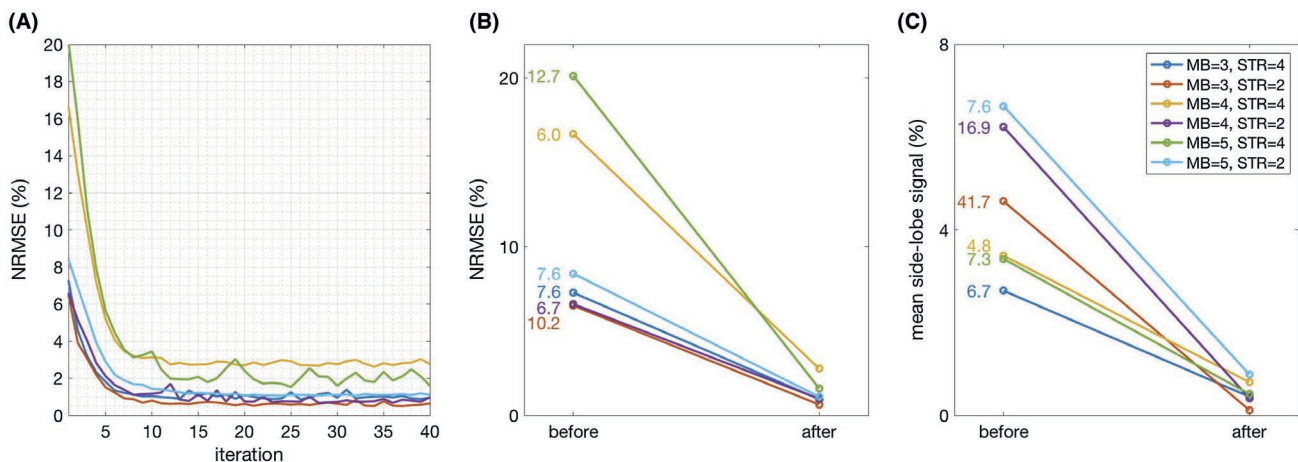 (A)
NRMSE (%)
20
18
16
14
12
10
8
6
4
2
0
5
10
15
20
25
30
35
40
iteration
(B)
NRMSE (%)
20
10
0
12.7
6.0
7.6
7.6
6.7
10.2
before
after
(C)
mean side-lobe signal (%)
8
4
0
7.6
16.9
41.7
4.8
7.3
6.7
MB=3, STR=4
MB=3, STR=2
MB=4, STR=4
MB=4, STR=2
MB=5, STR=4
MB=5, STR=2
before
after